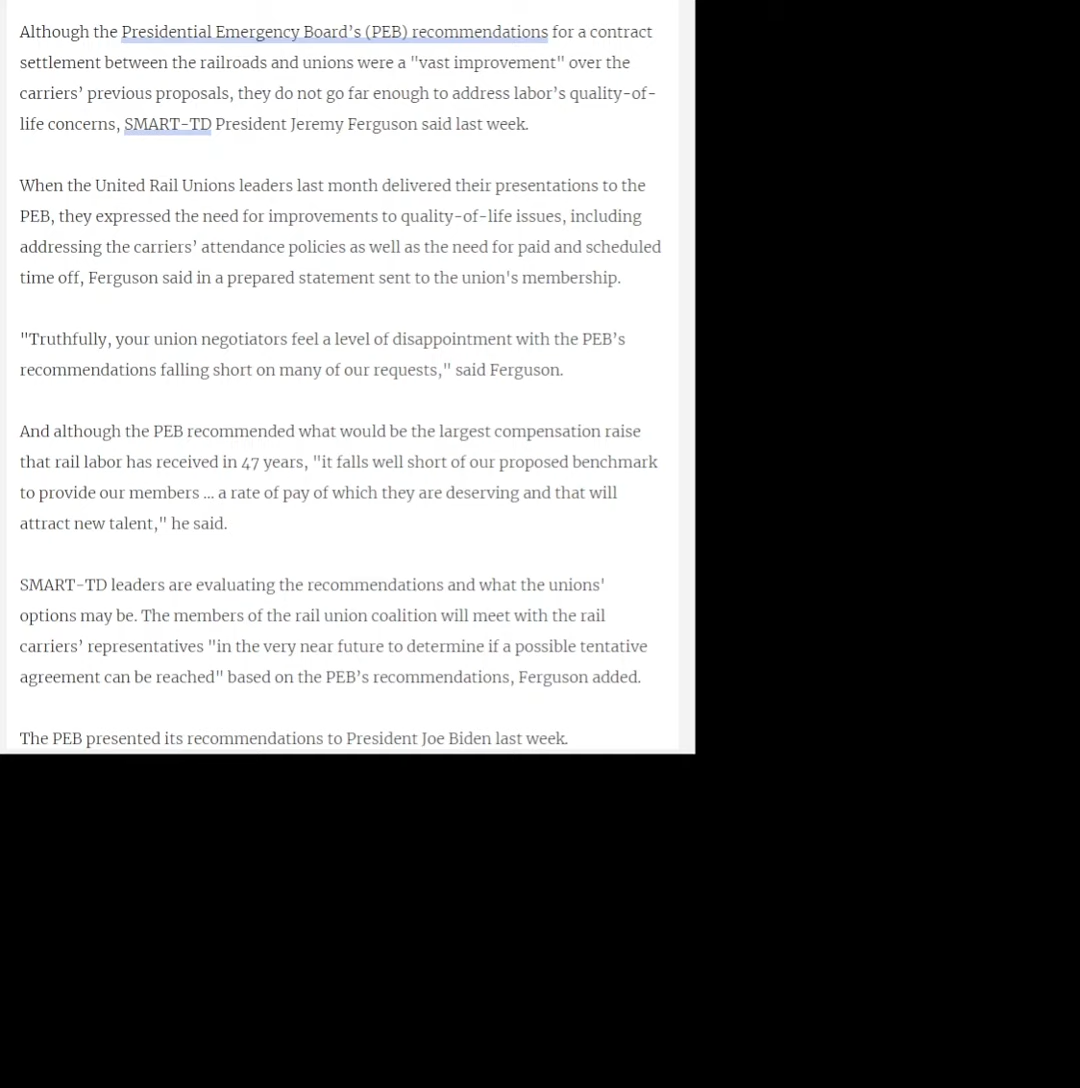 Although the Presidential Emergency Board’s (PEB) recommendations for a contract
settlement between the railroads and unions were a "vast improvement" over the
carriers’ previous proposals, they do not go far enough to address labor’s quality-of-
life concerns, SMART-TD President Jeremy Ferguson said last week.
When the United Rail Unions leaders last month delivered their presentations to the
PEB, they expressed the need for improvements to quality-of-life issues, including
addressing the carriers’ attendance policies as well as the need for paid and scheduled
time off, Ferguson said in a prepared statement sent to the union's membership.
"Truthfully, your union negotiators feel a level of disappointment with the PEB’s
recommendations falling short on many of our requests," said Ferguson.
And although the PEB recommended what would be the largest compensation raise
that rail labor has received in 47 years, "it falls well short of our proposed benchmark
to provide our members ... a rate of pay of which they are deserving and that will
attract new talent," he said.
SMART-TD leaders are evaluating the recommendations and what the unions'
options may be. The members of the rail union coalition will meet with the rail
carriers’ representatives "in the very near future to determine if a possible tentative
agreement can be reached" based on the PEB’s recommendations, Ferguson added.
The PEB presented its recommendations to President Joe Biden last week.